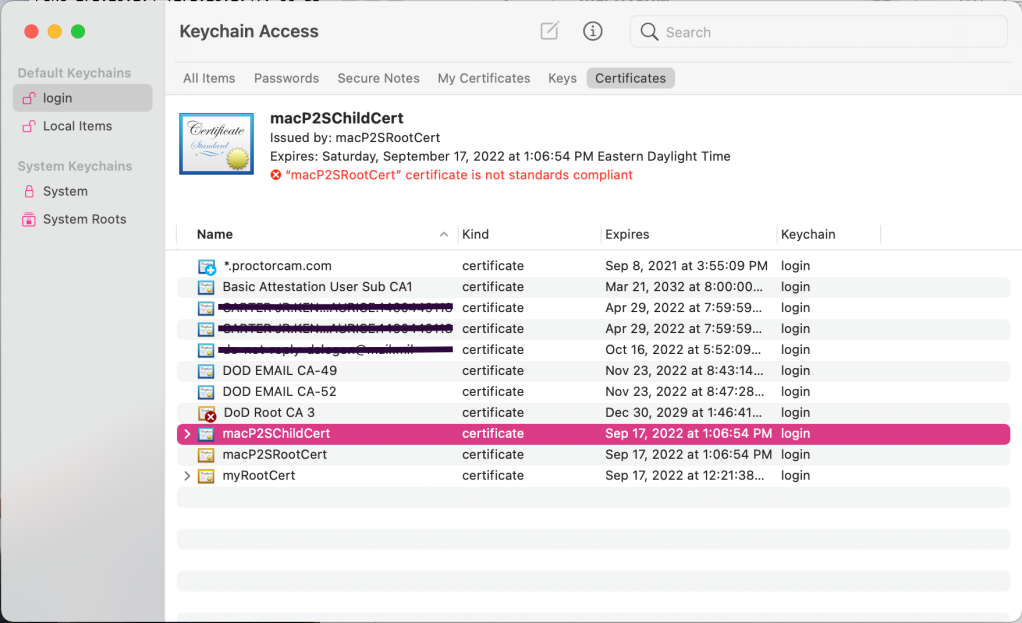 Keychain Access
Search
Default Keychains
login
Local Items
System Keychains
System
System Roots
All Items Passwords Secure Notes My Certificates Keys Certificates
Certificate
Standard
macP2SChildCert
Issued by: macP2SRootCert
Expires: Saturday, September 17, 2022 at 1:06:54 PM Eastern Daylight Time
"macP2SRootCert" certificate is not standards compliant
Name Kind Expires Keychain
*.proctorcam.com certificate Sep 8, 2021 at 3:55:09 PM login
Basic Attestation User Sub CA1 certificate Mar 21, 2032 at 8:00:00... login
certificate Apr 29, 2022 at 7:59:59... login
certificate Apr 29, 2022 at 7:59:59... login
certificate Oct 16, 2022 at 5:52:09... login
DOD EMAIL CA-49 certificate Nov 23, 2022 at 8:43:14... login
DOD EMAIL CA-52 certificate Nov 23, 2022 at 8:47:28... login
DoD Root CA 3 certificate Dec 30, 2029 at 1:46:41... login
macP2SChildCert certificate Sep 17, 2022 at 1:06:54 PM login
macP2SRootCert certificate Sep 17, 2022 at 1:06:54 PM login
myRootCert certificate Sep 17, 2022 at 12:21:38... login